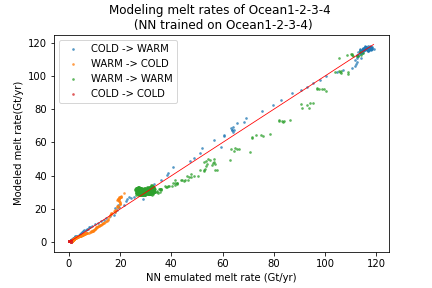 Modeling melt rates of Ocean1-2-3-4
(NN trained on Ocean1-2-3-4)
COLD -> WARM
WARM -> COLD
WARM -> WARM
COLD -> COLD
Modeled melt rate(Gt/yr)
120
100
80
60
40
20
0
0 20 40 60 80 100 120
NN emulated melt rate (Gt/yr)